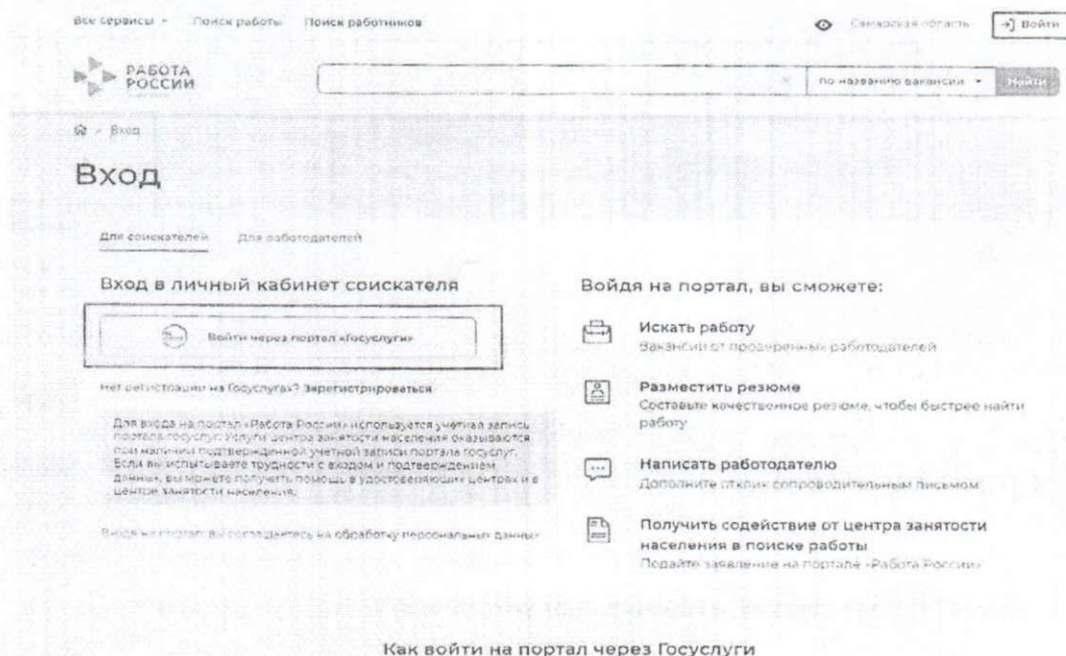 Все сервисы Поиск работы Поиск работников Самарская область Войти
РАБОТА РОССИИ
по названию вакансии Найти
Вход
Вход
Для соискателей Для работодателей
Вход в личный кабинет соискателя
Войти через портал «Госуслуги»
Нет регистрации на Госуслугах? Зарегистрироваться
Для входа на портал «Работа России» используется учетная запись
портала госуслуг. Услуги центра занятости населения оказываются
при наличии подтвержденной учетной записи портала госуслуг.
Если вы испытываете трудности с входом и подтверждением
данных, вы можете получить помощь в удостоверяющих центрах и в
центре занятости населения.
Входя на портал, вы соглашаетесь на обработку персональных данных
Войдя на портал, вы сможете:
Искать работу
Вакансии от проверенных работодателей
Разместить резюме
Составьте качественное резюме, чтобы быстрее найти
работу
Написать работодателю
Дополните отклик сопроводительным письмом
Получить содействие от центра занятости
населения в поиске работы
Подайте заявление на портале «Работа России»
Как войти на портал через Госуслуги